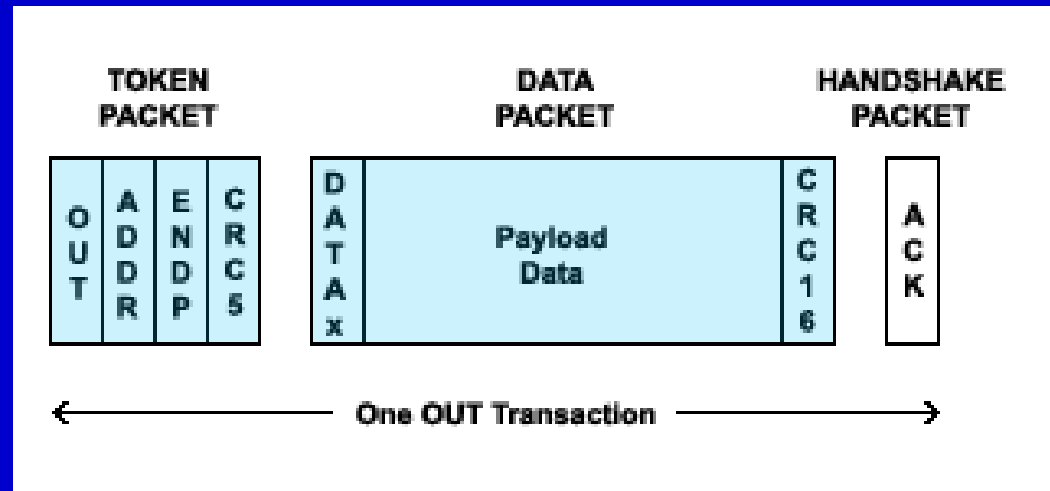 TOKEN
PACKET
DATA
PACKET
HANDSHAKE
PACKET
OUT
ADDR
ENDP
CRC5
DATAx
Payload
Data
CRC16
ACK
One OUT Transaction